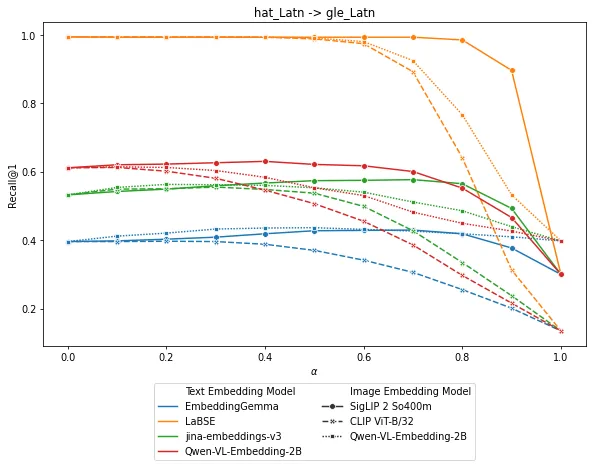 hat_Latn -> gle_Latn
1.0
0.8
0.6
0.4
0.2
Recall@1
0.0 0.2 0.4 0.6 0.8 1.0
α
Text Embedding Model Image Embedding Model
EmbeddingGemma SigLIP 2 So400m
LaBSE CLIP ViT-B/32
jina-embeddings-v3 Qwen-VL-Embedding-2B
Qwen-VL-Embedding-2B